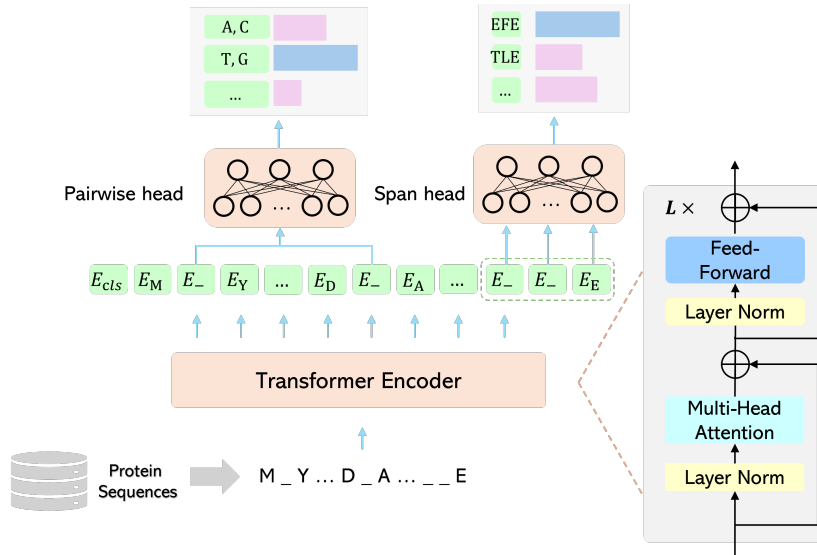 A, C
T, G
...
EFE
TLE
...
Pairwise head
...
Span head
...
L ×
Feed-
Forward
Layer Norm
E_cls E_M E_– E_Y ... E_D E_– E_A ... E_– E_– E_E
Transformer Encoder
Multi-Head
Attention
Layer Norm
Protein
Sequences
M _ Y ... D _ A ... _ _ E